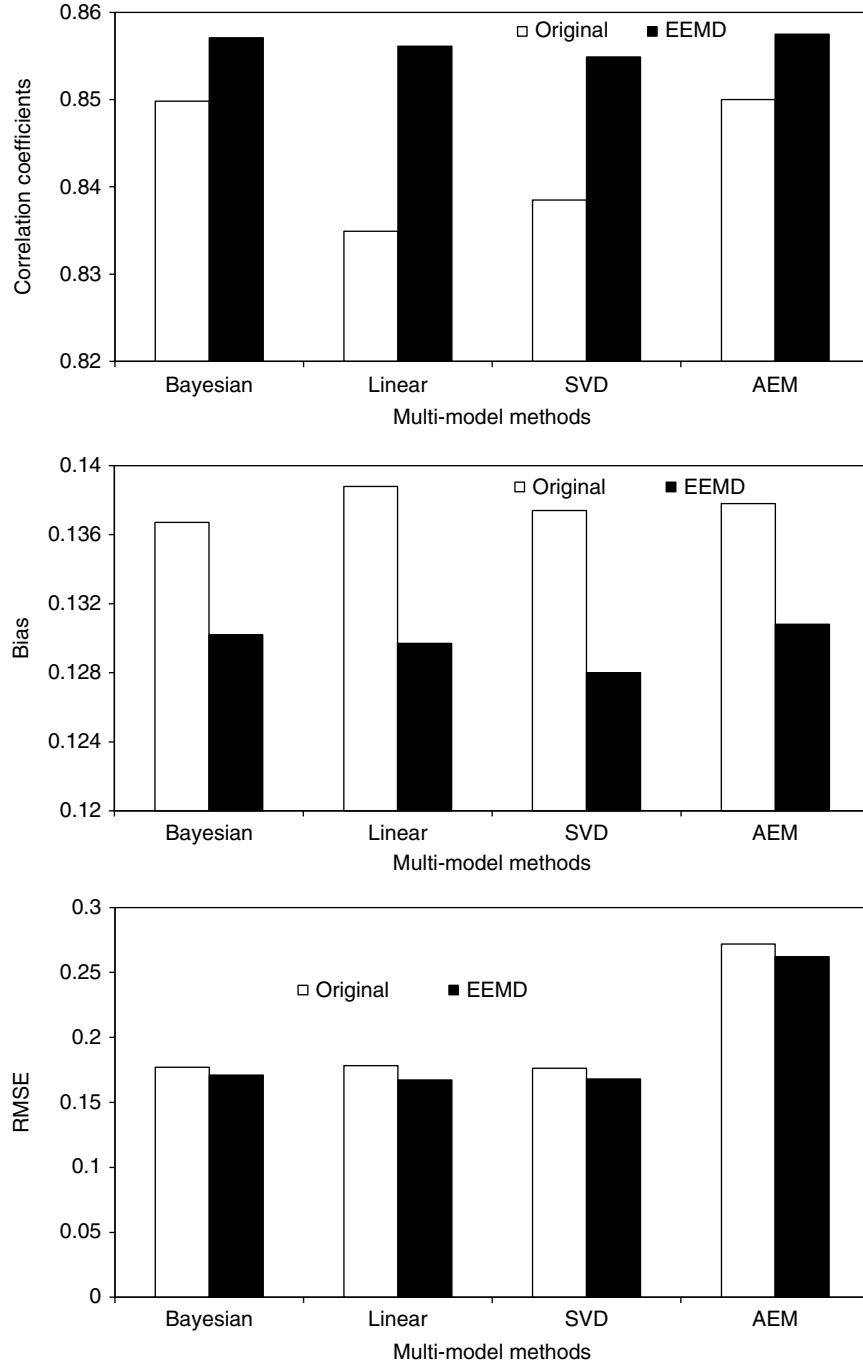 0.86
Original EEMD
0.85
0.84
0.83
0.82
Correlation coefficients
Bayesian Linear SVD AEM
Multi-model methods
0.14
Original EEMD
0.136
0.132
0.128
0.124
0.12
Bias
Bayesian Linear SVD AEM
Multi-model methods
0.3
0.25
Original EEMD
0.2
0.15
0.1
0.05
0
RMSE
Bayesian Linear SVD AEM
Multi-model methods